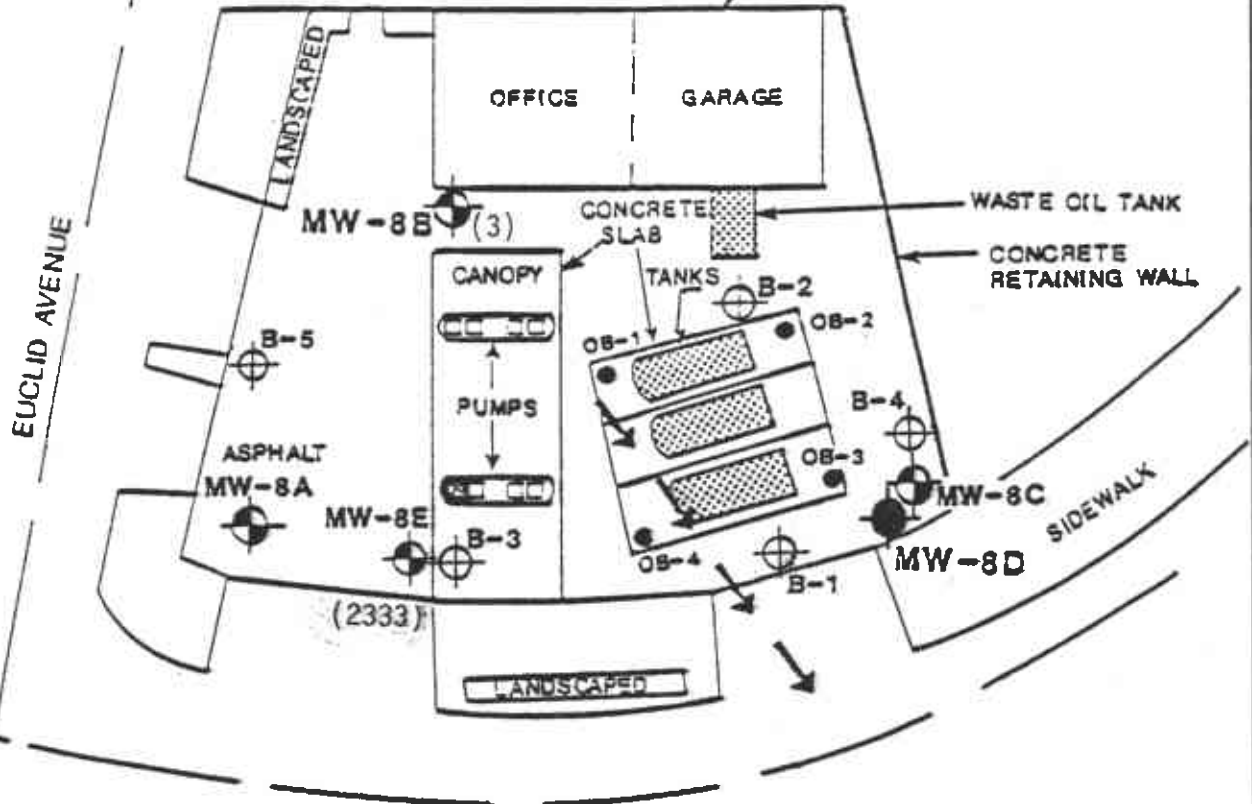 OFFICE
GARAGE
LANDSCAPED
EUCLID AVENUE
MW-8B
(3)
CONCRETE
SLAB
WASTE OIL TANK
CONCRETE
RETAINING WALL
CANOPY
TANKS
B-2
OB-1
OB-2
B-5
PUMPS
B-4
ASPHALT
MW-8A
OB-3
MW-8C
SIDEWALK
MW-8E
B-3
OB-4
B-1
MW-8D
(2333)
LANDSCAPED